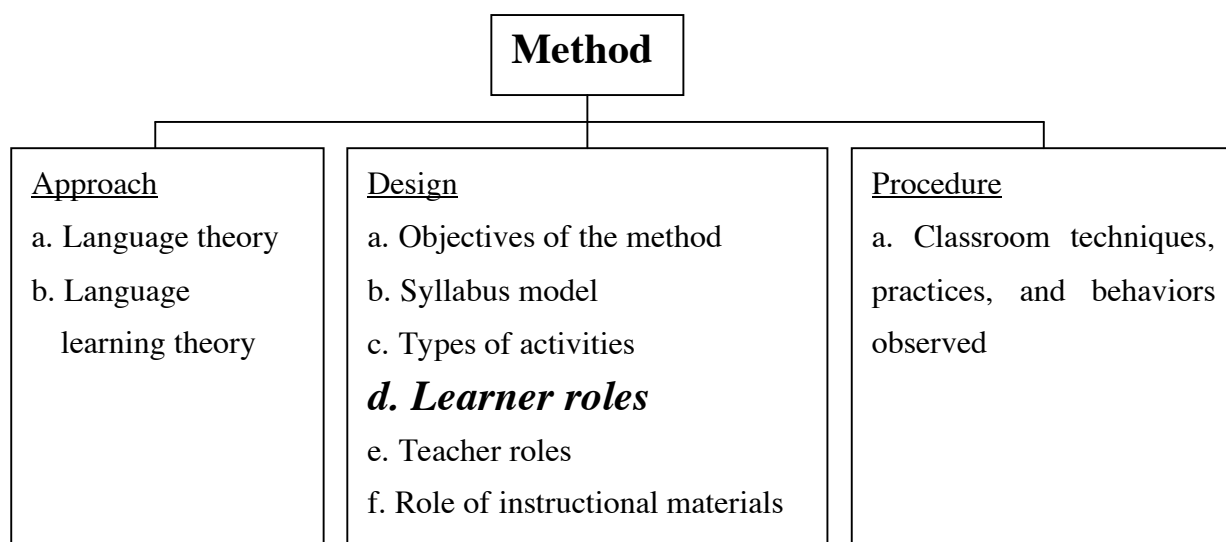 Method
Approach
a. Language theory
b. Language
learning theory
Design
a. Objectives of the method
b. Syllabus model
c. Types of activities
d. Learner roles
e. Teacher roles
f. Role of instructional materials
Procedure
a. Classroom techniques,
practices, and behaviors
observed